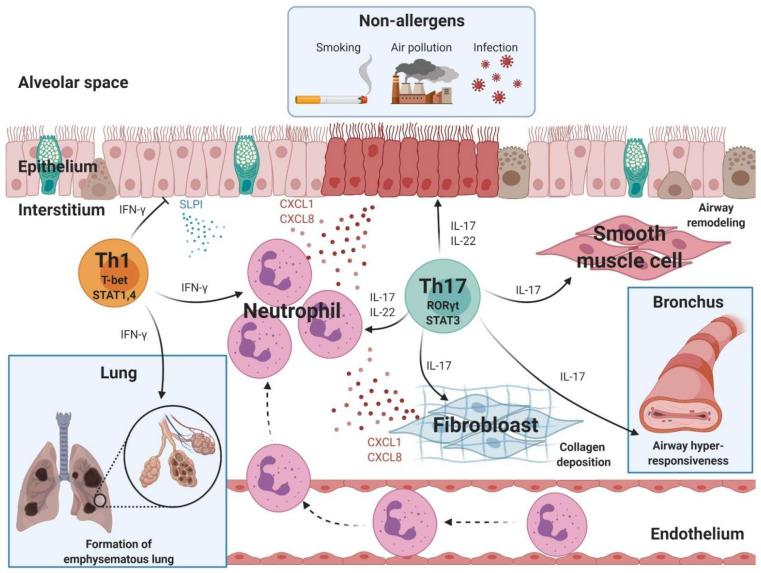 Non-allergens
Smoking
Air pollution
Infection
Alveolar space
Epithelium
Interstitium
IFN-γ
SLPI
CXCL1
CXCL8
IL-17
IL-22
Airway
remodeling
Smooth
muscle cell
Th1
T-bet
STAT1,4
IFN-γ
Neutrophil
IL-17
IL-22
Th17
RORγt
STAT3
IL-17
Bronchus
IFN-γ
IL-17
IL-17
Lung
Fibrobloast
CXCL1
CXCL8
Collagen
deposition
Airway hyper-
responsiveness
Formation of
emphysematous lung
Endothelium